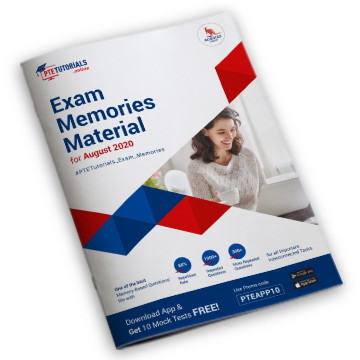 PTETUTORIALS
.online
Exam
Memories
Material
for August 2020
#PTETutorials_Exam_Memories
One of the best
Memory Based Questions
file with
Repetition
Rate
1000+
Repeated
Questions
Most Repeated
Questions
for all important
Interconnected Tasks
Download App &
Get 10 Mock Tests FREE!
Use Promo code
PTEAPP10